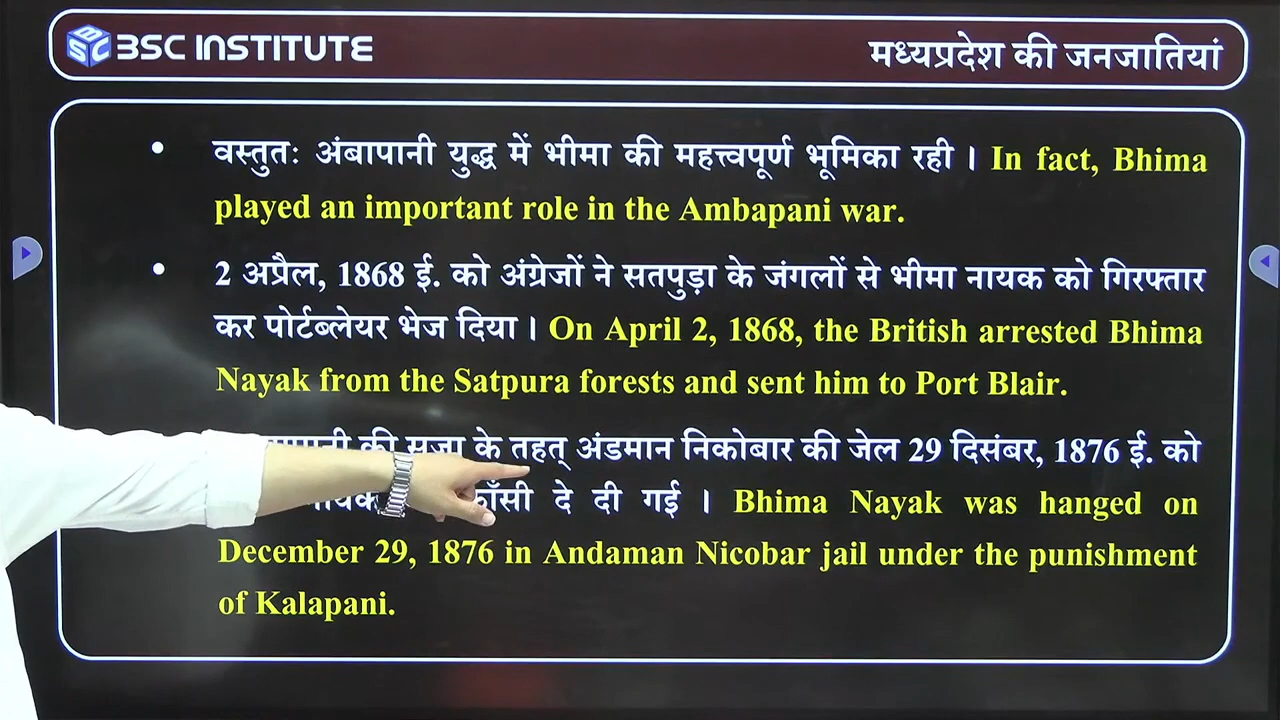 BSC INSTITUTE
मध्यप्रदेश की जनजातियां
• वस्तुतः अंबापानी युद्ध में भीमा की महत्त्वपूर्ण भूमिका रही । In fact, Bhima
played an important role in the Ambapani war.
• 2 अप्रैल, 1868 ई. को अंग्रेजों ने सतपुड़ा के जंगलों से भीमा नायक को गिरफ्तार
कर पोर्टब्लेयर भेज दिया । On April 2, 1868, the British arrested Bhima
Nayak from the Satpura forests and sent him to Port Blair.
की सजा के तहत् अंडमान निकोबार की जेल 29 दिसंबर, 1876 ई. को
दे दी गई । Bhima Nayak was hanged on
December 29, 1876 in Andaman Nicobar jail under the punishment
of Kalapani.